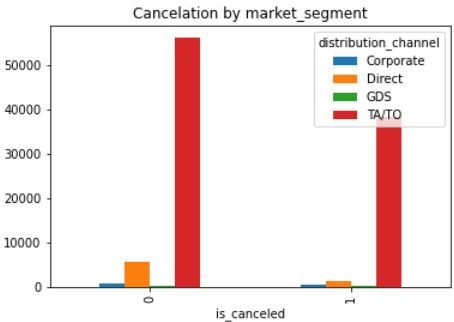 Cancelation by market_segment
distribution_channel
Corporate
Direct
GDS
TA/TO
50000
40000
30000
20000
10000
0
0
1
is_canceled